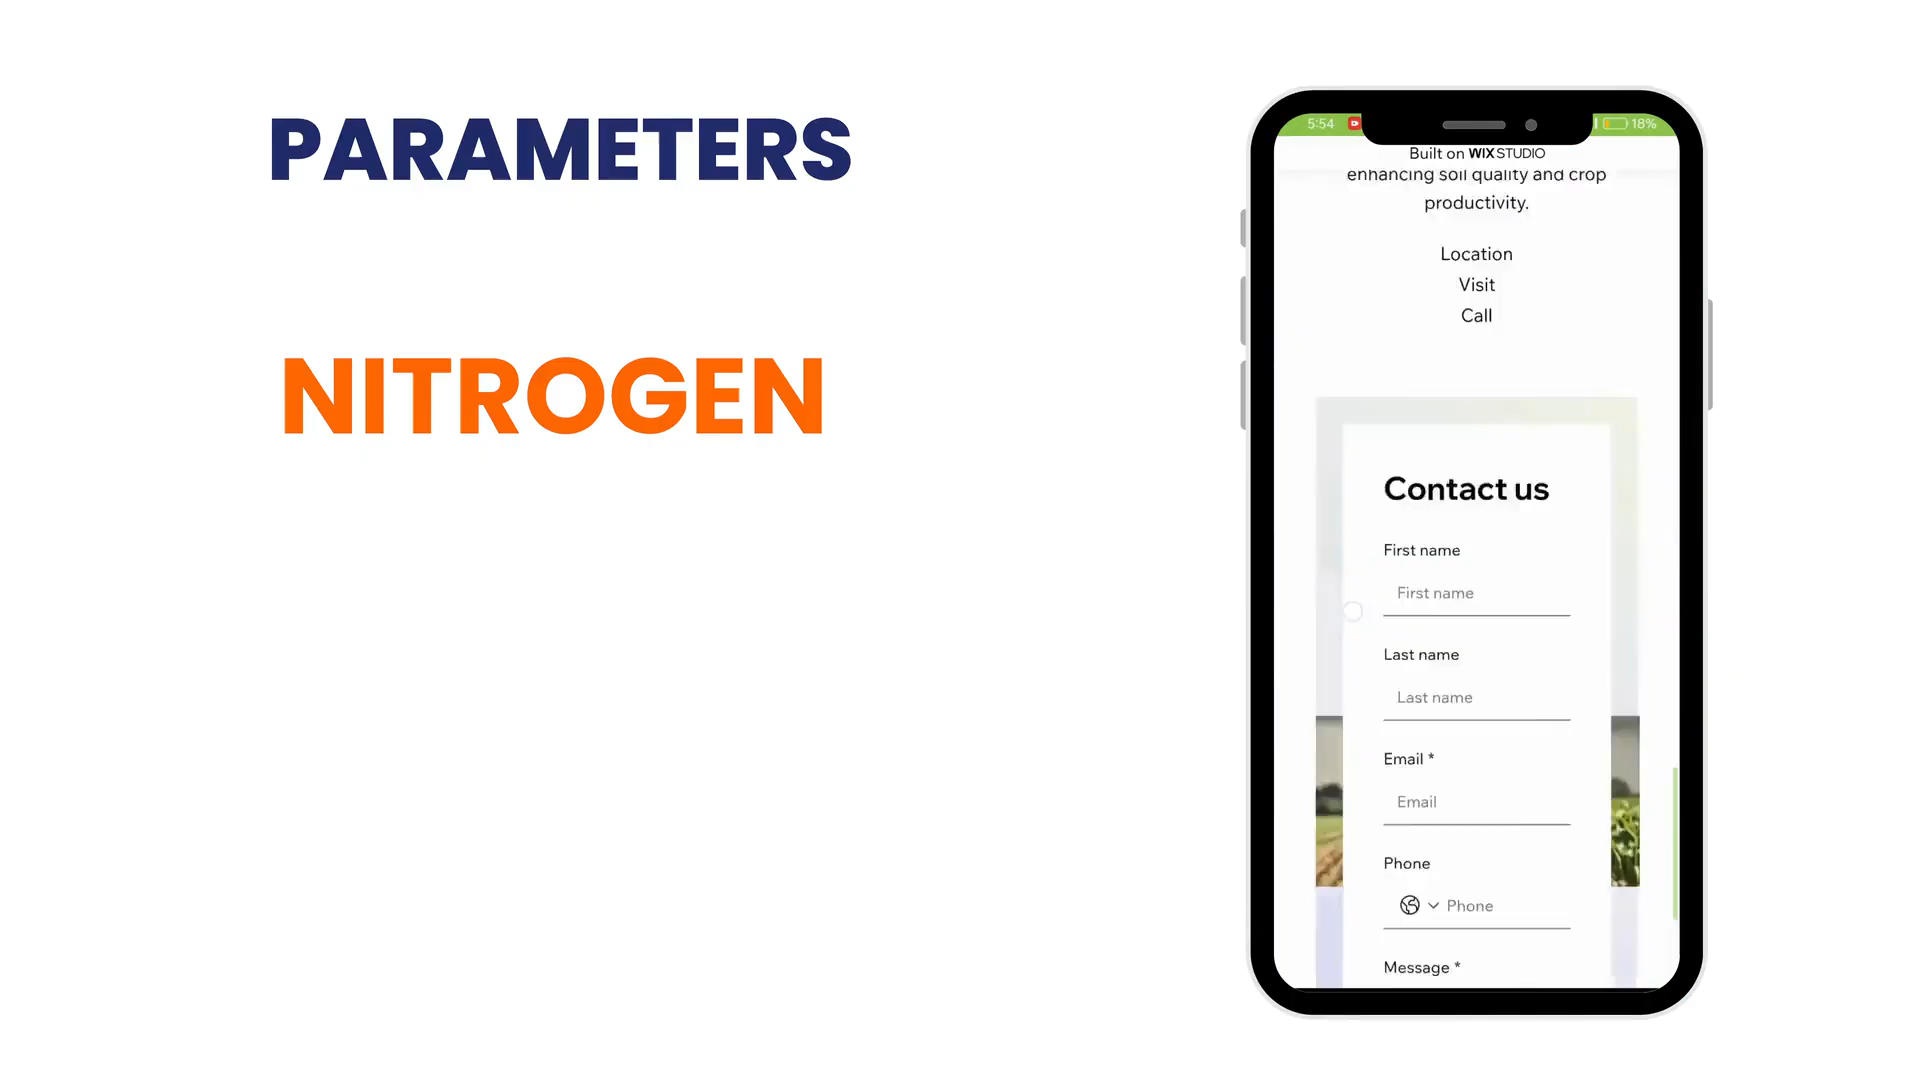 PARAMETERS
NITROGEN
5:54
18%
Built on WIX STUDIO
enhancing soil quality and crop
productivity.
Location
Visit
Call
Contact us
First name
First name
Last name
Last name
Email *
Email
Phone
Phone
Message *